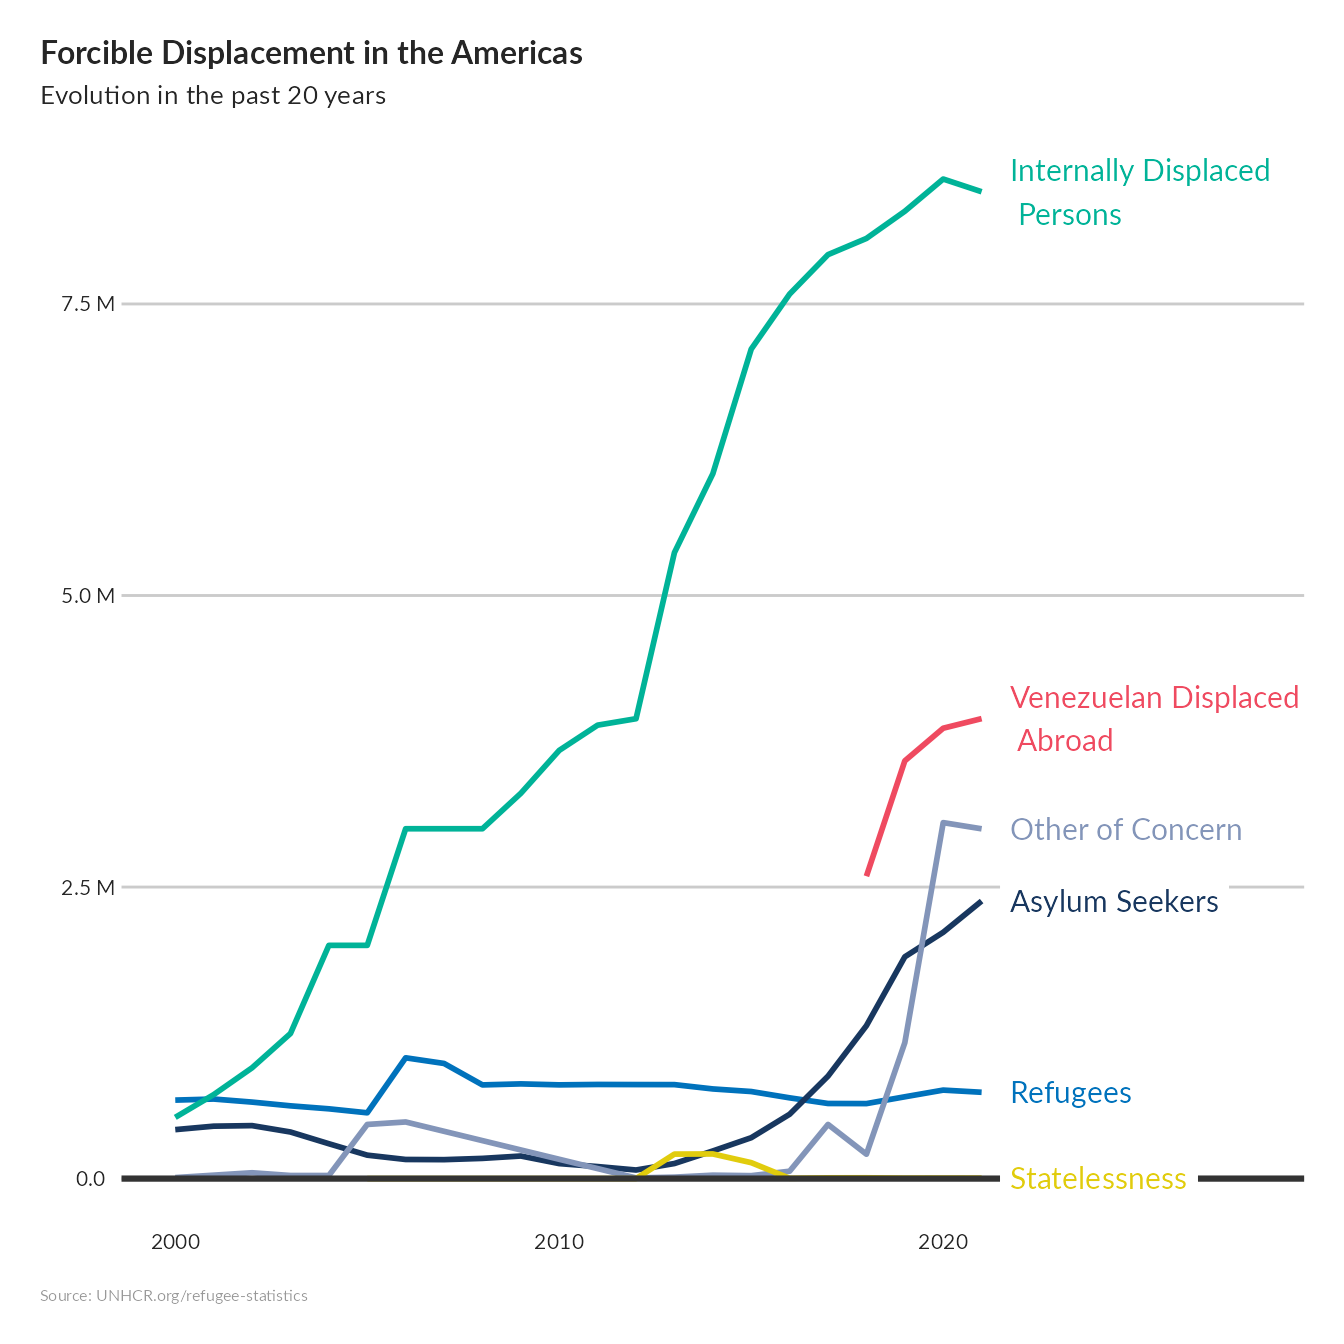 Forcible Displacement in the Americas
Evolution in the past 20 years
Internally Displaced
Persons
7.5 M
5.0 M
Venezuelan Displaced
Abroad
Other of Concern
2.5 M
Asylum Seekers
Refugees
0.0
Statelessness
2000
2010
2020
Source: UNHCR.org/refugee-statistics